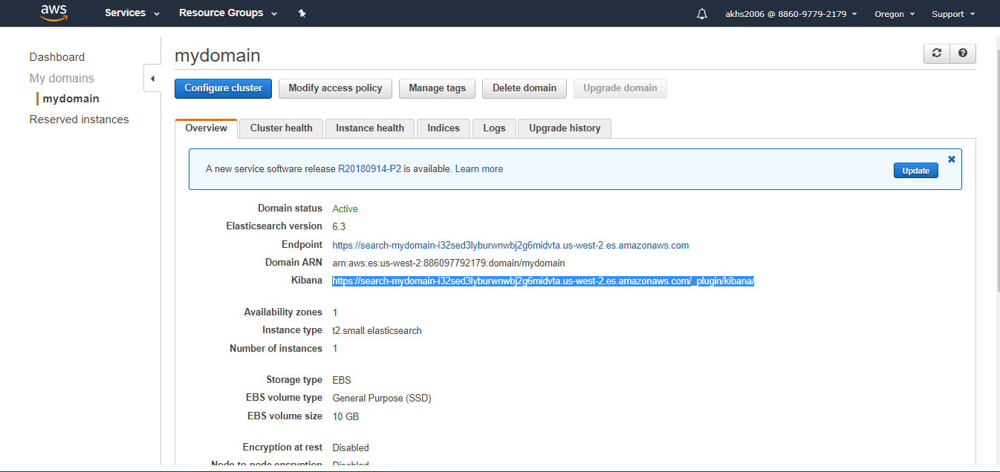 aws Services Resource Groups akhs2006 @ 8860-9779-2179 Oregon Support
Dashboard
My domains
mydomain
Reserved instances
mydomain
Configure cluster Modify access policy Manage tags Delete domain Upgrade domain
Overview Cluster health Instance health Indices Logs Upgrade history
A new service software release R20180914-P2 is available. Learn more Update
Domain status Active
Elasticsearch version 6.3
Endpoint https://search-mydomain-i32sed3lyburwnwbj2g6midvta.us-west-2.es.amazonaws.com
Domain ARN arn:aws:es:us-west-2:886097792179:domain/mydomain
Kibana https://search-mydomain-i32sed3lyburwnwbj2g6midvta.us-west-2.es.amazonaws.com/_plugin/kibana/
Availability zones 1
Instance type t2.small.elasticsearch
Number of instances 1
Storage type EBS
EBS volume type General Purpose (SSD)
EBS volume size 10 GB
Encryption at rest Disabled
Node-to-node encryption Disabled